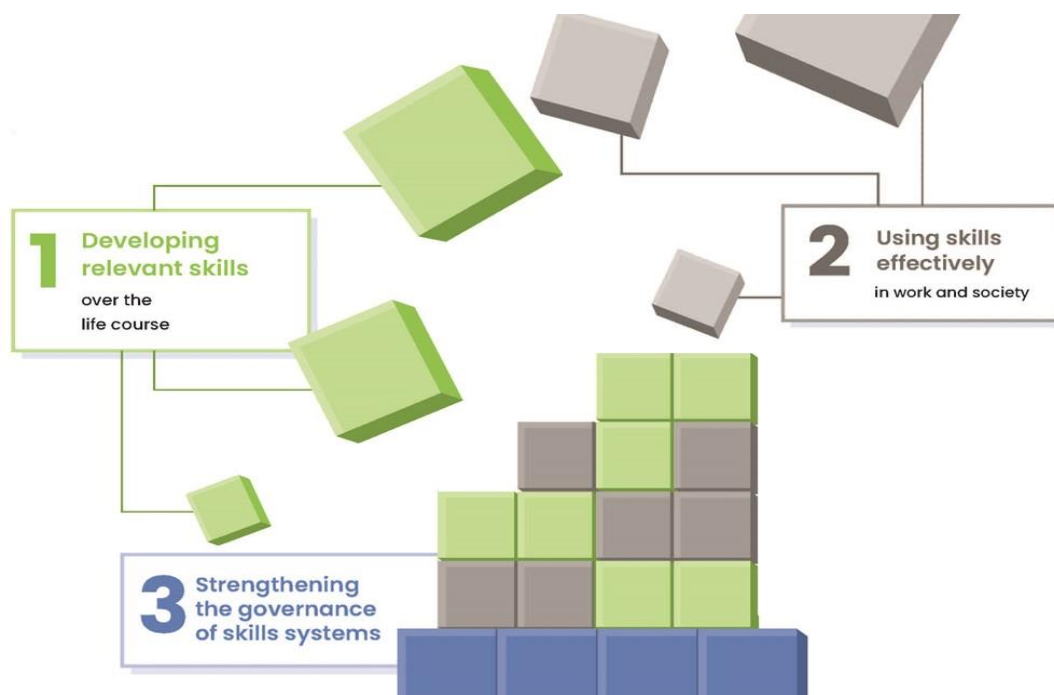 1
Developing
relevant skills
over the
life course
2
Using skills
effectively
in work and society
3
Strengthening
the governance
of skills systems